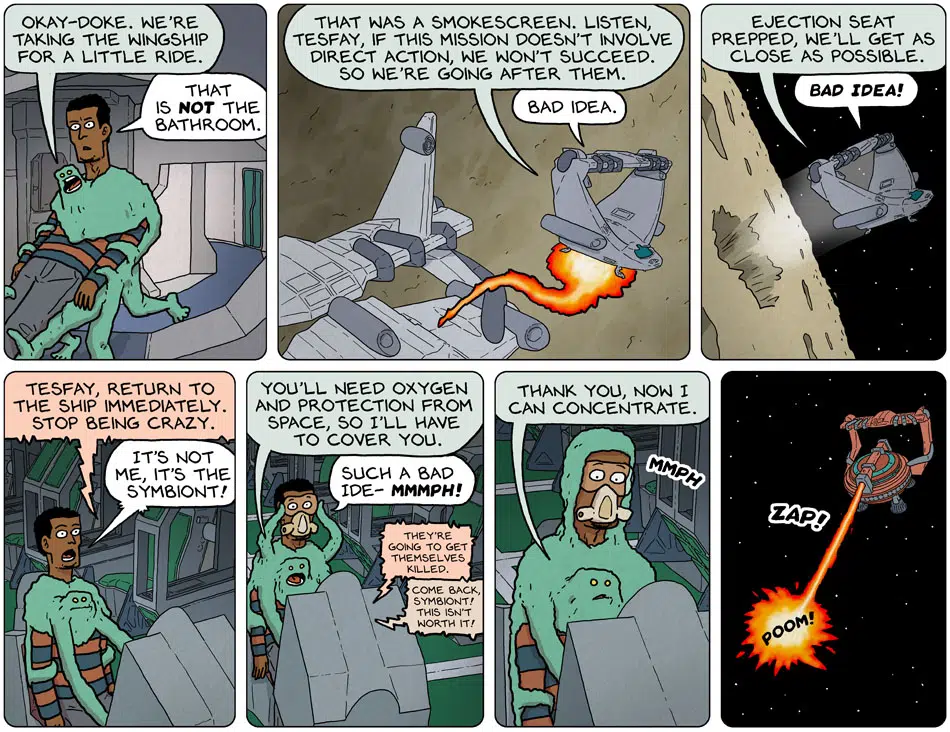 OKAY-DOKE. WE'RE
TAKING THE WINGSHIP
FOR A LITTLE RIDE.
THAT
IS NOT THE
BATHROOM.
THAT WAS A SMOKESCREEN. LISTEN,
TESFAY, IF THIS MISSION DOESN'T INVOLVE
DIRECT ACTION, WE WON'T SUCCEED.
SO WE'RE GOING AFTER THEM.
BAD IDEA.
EJECTION SEAT
PREPPED, WE'LL GET AS
CLOSE AS POSSIBLE.
BAD IDEA!
TESFAY, RETURN TO
THE SHIP IMMEDIATELY.
STOP BEING CRAZY.
IT'S NOT
ME, IT'S THE
SYMBIONT!
YOU'LL NEED OXYGEN
AND PROTECTION FROM
SPACE, SO I'LL HAVE
TO COVER YOU.
SUCH A BAD
IDE- MMMPH!
THEY'RE
GOING TO GET
THEMSELVES
KILLED.
COME BACK,
SYMBIONT!
THIS ISN'T
WORTH IT!
THANK YOU, NOW I
CAN CONCENTRATE.
MMPH
ZAP!
POOM!